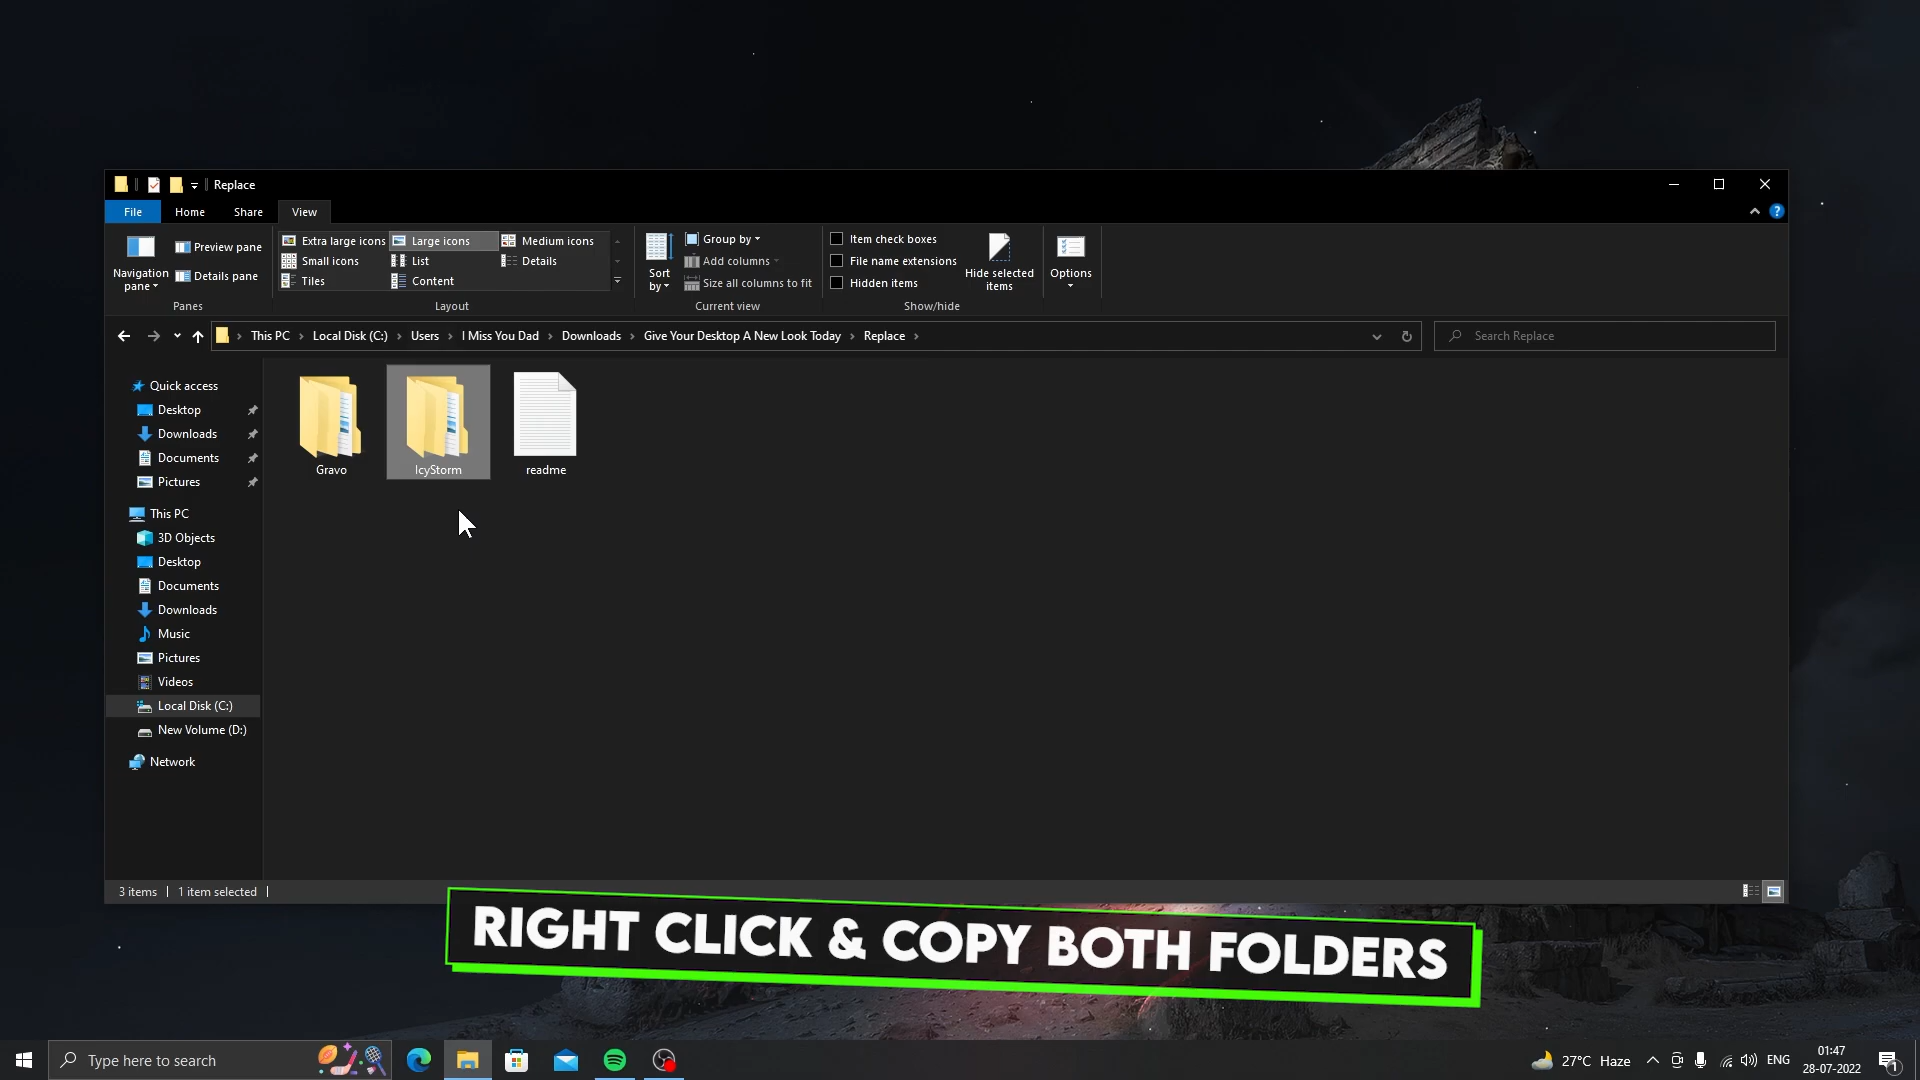 Replace
File Home Share View
Navigation pane
Preview pane
Details pane
Panes
Extra large icons Large icons Medium icons
Small icons List Details
Tiles Content
Layout
Sort by
Group by
Add columns
Size all columns to fit
Current view
Item check boxes
File name extensions
Hidden items
Hide selected items
Show/hide
Options
This PC Local Disk (C:) Users I Miss You Dad Downloads Give Your Desktop A New Look Today Replace
Search Replace
Quick access
Desktop
Downloads
Documents
Pictures
This PC
3D Objects
Desktop
Documents
Downloads
Music
Pictures
Videos
Local Disk (C:)
New Volume (D:)
Network
Gravo IcyStorm readme
3 items 1 item selected
RIGHT CLICK & COPY BOTH FOLDERS
Type here to search
27°C Haze
ENG
01:47
28-07-2022
1